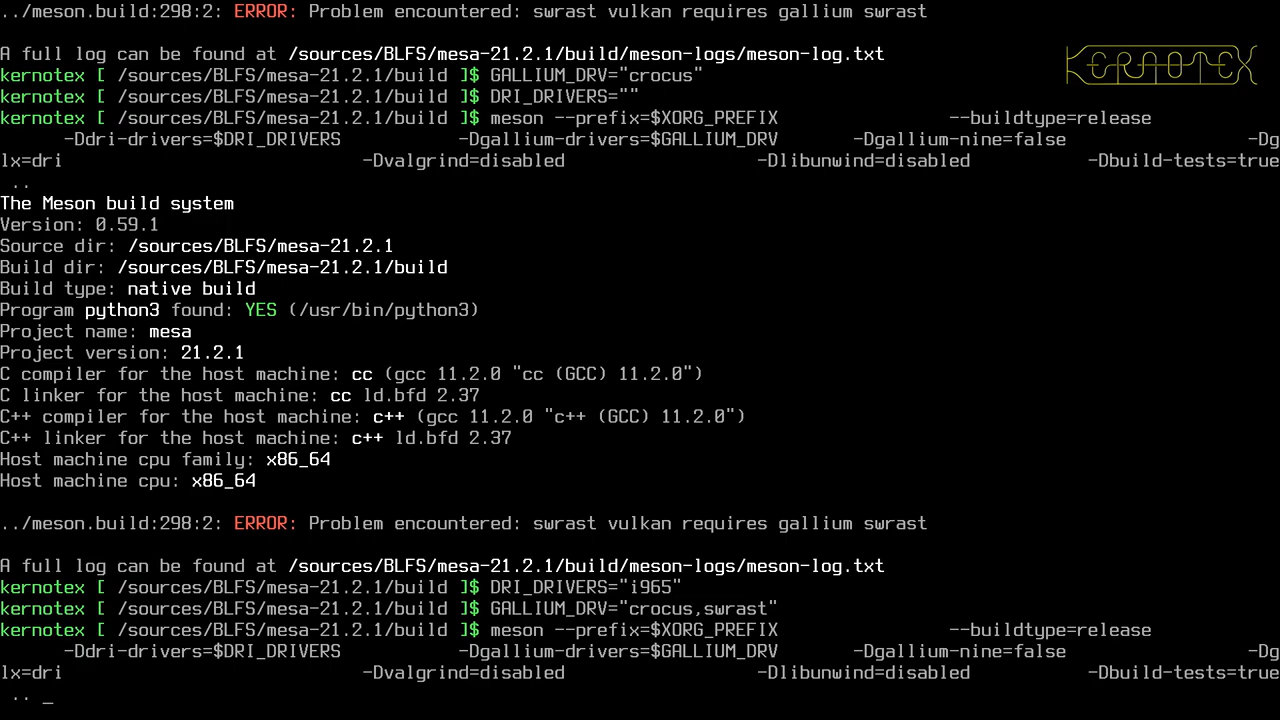 ../meson.build:298:2: ERROR: Problem encountered: swrast vulkan requires gallium swrast
A full log can be found at /sources/BLFS/mesa-21.2.1/build/meson-logs/meson-log.txt
KERNOTEX
kernotex [ /sources/BLFS/mesa-21.2.1/build ]$ GALLIUM_DRV="crocus"
kernotex [ /sources/BLFS/mesa-21.2.1/build ]$ DRI_DRIVERS=""
kernotex [ /sources/BLFS/mesa-21.2.1/build ]$ meson --prefix=$XORG_PREFIX --buildtype=release
-Ddri-drivers=$DRI_DRIVERS -Dgallium-drivers=$GALLIUM_DRV -Dgallium-nine=false -Dg
lx=dri -Dvalgrind=disabled -Dlibunwind=disabled -Dbuild-tests=true
..
The Meson build system
Version: 0.59.1
Source dir: /sources/BLFS/mesa-21.2.1
Build dir: /sources/BLFS/mesa-21.2.1/build
Build type: native build
Program python3 found: YES (/usr/bin/python3)
Project name: mesa
Project version: 21.2.1
C compiler for the host machine: cc (gcc 11.2.0 "cc (GCC) 11.2.0")
C linker for the host machine: cc ld.bfd 2.37
C++ compiler for the host machine: c++ (gcc 11.2.0 "c++ (GCC) 11.2.0")
C++ linker for the host machine: c++ ld.bfd 2.37
Host machine cpu family: x86_64
Host machine cpu: x86_64
../meson.build:298:2: ERROR: Problem encountered: swrast vulkan requires gallium swrast
A full log can be found at /sources/BLFS/mesa-21.2.1/build/meson-logs/meson-log.txt
kernotex [ /sources/BLFS/mesa-21.2.1/build ]$ DRI_DRIVERS="i965"
kernotex [ /sources/BLFS/mesa-21.2.1/build ]$ GALLIUM_DRV="crocus,swrast"
kernotex [ /sources/BLFS/mesa-21.2.1/build ]$ meson --prefix=$XORG_PREFIX --buildtype=release
-Ddri-drivers=$DRI_DRIVERS -Dgallium-drivers=$GALLIUM_DRV -Dgallium-nine=false -Dg
lx=dri -Dvalgrind=disabled -Dlibunwind=disabled -Dbuild-tests=true
.. _